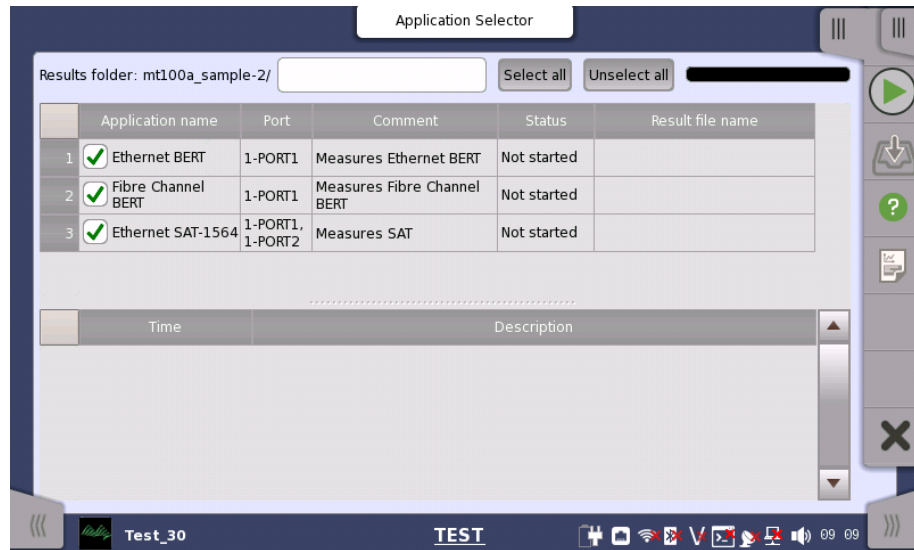 Application Selector
Results folder: mt100a_sample-2/
Select all
Unselect all
Application name Port Comment Status Result file name
1 Ethernet BERT 1-PORT1 Measures Ethernet BERT Not started
2 Fibre Channel BERT 1-PORT1 Measures Fibre Channel BERT Not started
3 Ethernet SAT-1564 1-PORT1, 1-PORT2 Measures SAT Not started
Time Description
Test_30 TEST 09 09